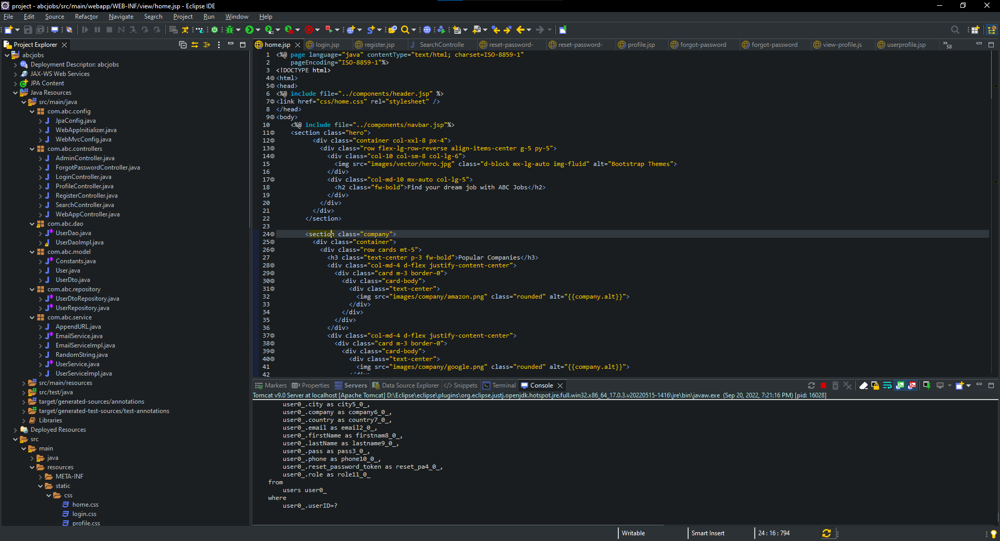 project - abcjobs/src/main/webapp/WEB-INF/view/home.jsp - Eclipse IDE
File Edit Source Refactor Navigate Search Project Run Window Help
Project Explorer
home.jsp login.jsp register.jsp SearchControlle reset-password- reset-password- profile.jsp forgot-password forgot-password view-profile.js userprofile.jsp »58
abcjobs
Deployment Descriptor: abcjobs
JAX-WS Web Services
JPA Content
Java Resources
src/main/java
com.abc.config
JpaConfig.java
WebAppInitializer.java
WebMvcConfig.java
com.abc.controllers
AdminController.java
ForgotPasswordController.java
LoginController.java
ProfileController.java
RegisterController.java
SearchController.java
WebAppController.java
com.abc.dao
UserDao.java
UserDaoImpl.java
com.abc.model
Constants.java
User.java
UserDto.java
com.abc.repository
UserDtoRepository.java
UserRepository.java
com.abc.service
AppendURL.java
EmailService.java
EmailServiceImpl.java
RandomString.java
UserService.java
UserServiceImpl.java
src/main/resources
src/test/java
target/generated-sources/annotations
target/generated-test-sources/test-annotations
Libraries
Deployed Resources
src
main
java
resources
META-INF
static
css
home.css
login.css
profile.css
1 <%@ page language="java" contentType="text/html; charset=ISO-8859-1"
2 pageEncoding="ISO-8859-1"%>
3 <!DOCTYPE html>
4 <html>
5 <head>
6 <%@ include file="../components/header.jsp" %>
7 <link href="css/home.css" rel="stylesheet" />
8 </head>
9 <body>
10 <%@ include file="../components/navbar.jsp"%>
11 <section class="hero">
12 <div class="container col-xxl-8 px-4">
13 <div class="row flex-lg-row-reverse align-items-center g-5 py-5">
14 <div class="col-10 col-sm-8 col-lg-6">
15 <img src="images/vector/hero.jpg" class="d-block mx-lg-auto img-fluid" alt="Bootstrap Themes">
16 </div>
17 <div class="col-md-10 mx-auto col-lg-5">
18 <h2 class="fw-bold">Find your dream job with ABC Jobs</h2>
19 </div>
20 </div>
21 </div>
22 </section>
23
24 <section class="company">
25 <div class="container">
26 <div class="row cards mt-5">
27 <h3 class="text-center p-3 fw-bold">Popular Companies</h3>
28 <div class="col-md-4 d-flex justify-content-center">
29 <div class="card m-3 border-0">
30 <div class="card-body">
31 <div class="text-center">
32 <img src="images/company/amazon.png" class="rounded" alt="{{company.alt}}">
33 </div>
34 </div>
35 </div>
36 </div>
37 <div class="col-md-4 d-flex justify-content-center">
38 <div class="card m-3 border-0">
39 <div class="card-body">
40 <div class="text-center">
41 <img src="images/company/google.png" class="rounded" alt="{{company.alt}}">
42 </div>
Markers Properties Servers Data Source Explorer Snippets Terminal Console
Tomcat v9.0 Server at localhost [Apache Tomcat] D:\Eclipse\eclipse\plugins\org.eclipse.justj.openjdk.hotspot.jre.full.win32.x86_64_17.0.3.v20220515-1416\jre\bin\javaw.exe (Sep 20, 2022, 7:21:16 PM) [pid: 16028]
user0_.city as city5_0_,
user0_.company as company6_0_,
user0_.country as country7_0_,
user0_.email as email2_0_,
user0_.firstName as firstnam8_0_,
user0_.lastName as lastname9_0_,
user0_.pass as pass3_0_,
user0_.phone as phone10_0_,
user0_.reset_password_token as reset_pa4_0_,
user0_.role as role11_0_
from
users user0_
where
user0_.userID=?
Writable Smart Insert 24 : 16 : 794